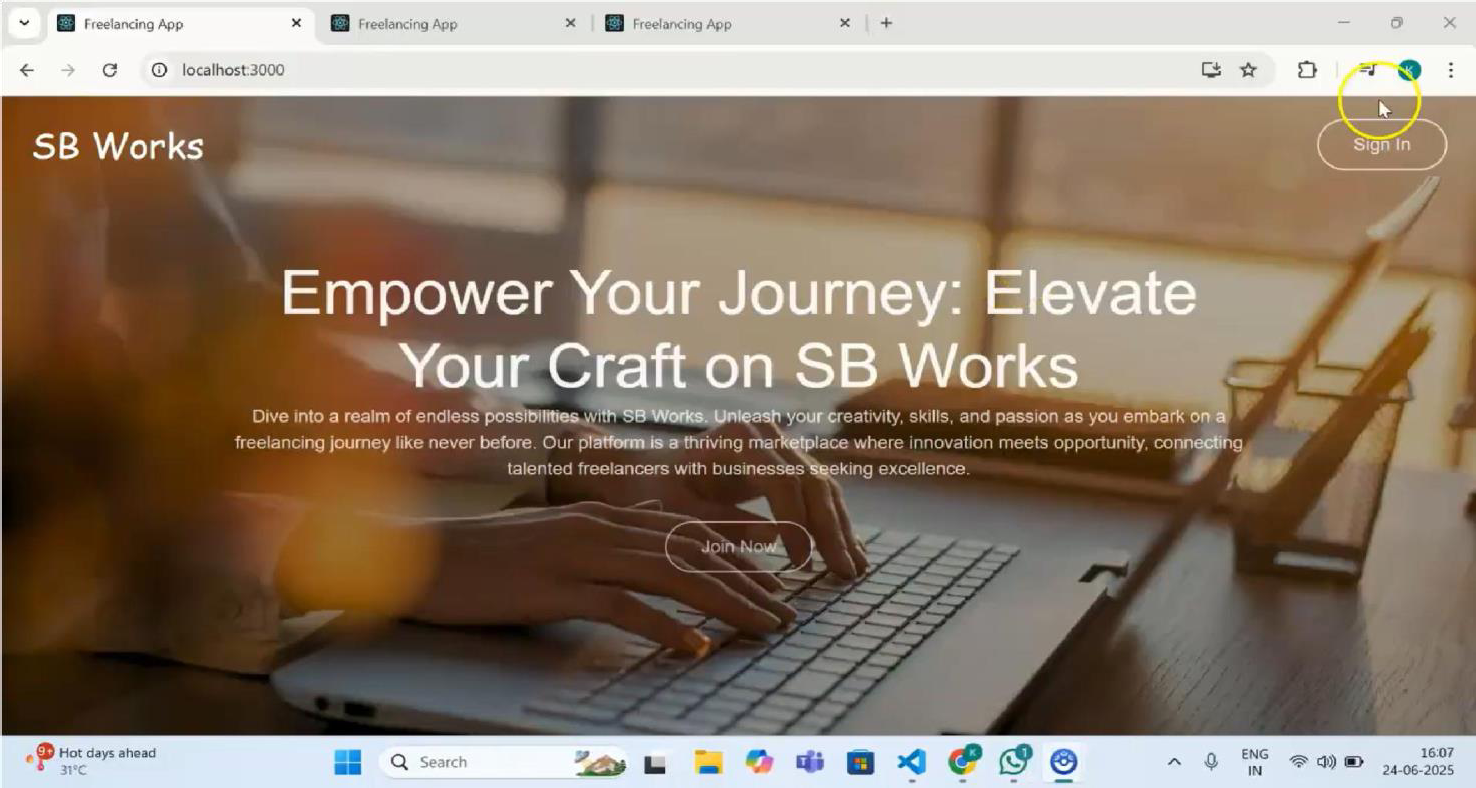 Freelancing App
Freelancing App
Freelancing App
localhost:3000
K
SB Works
Sign In
Empower Your Journey: Elevate
Your Craft on SB Works
Dive into a realm of endless possibilities with SB Works. Unleash your creativity, skills, and passion as you embark on a
freelancing journey like never before. Our platform is a thriving marketplace where innovation meets opportunity, connecting
talented freelancers with businesses seeking excellence.
Join Now
9+
Hot days ahead
31°C
Search
K
1
ENG
IN
16:07
24-06-2025